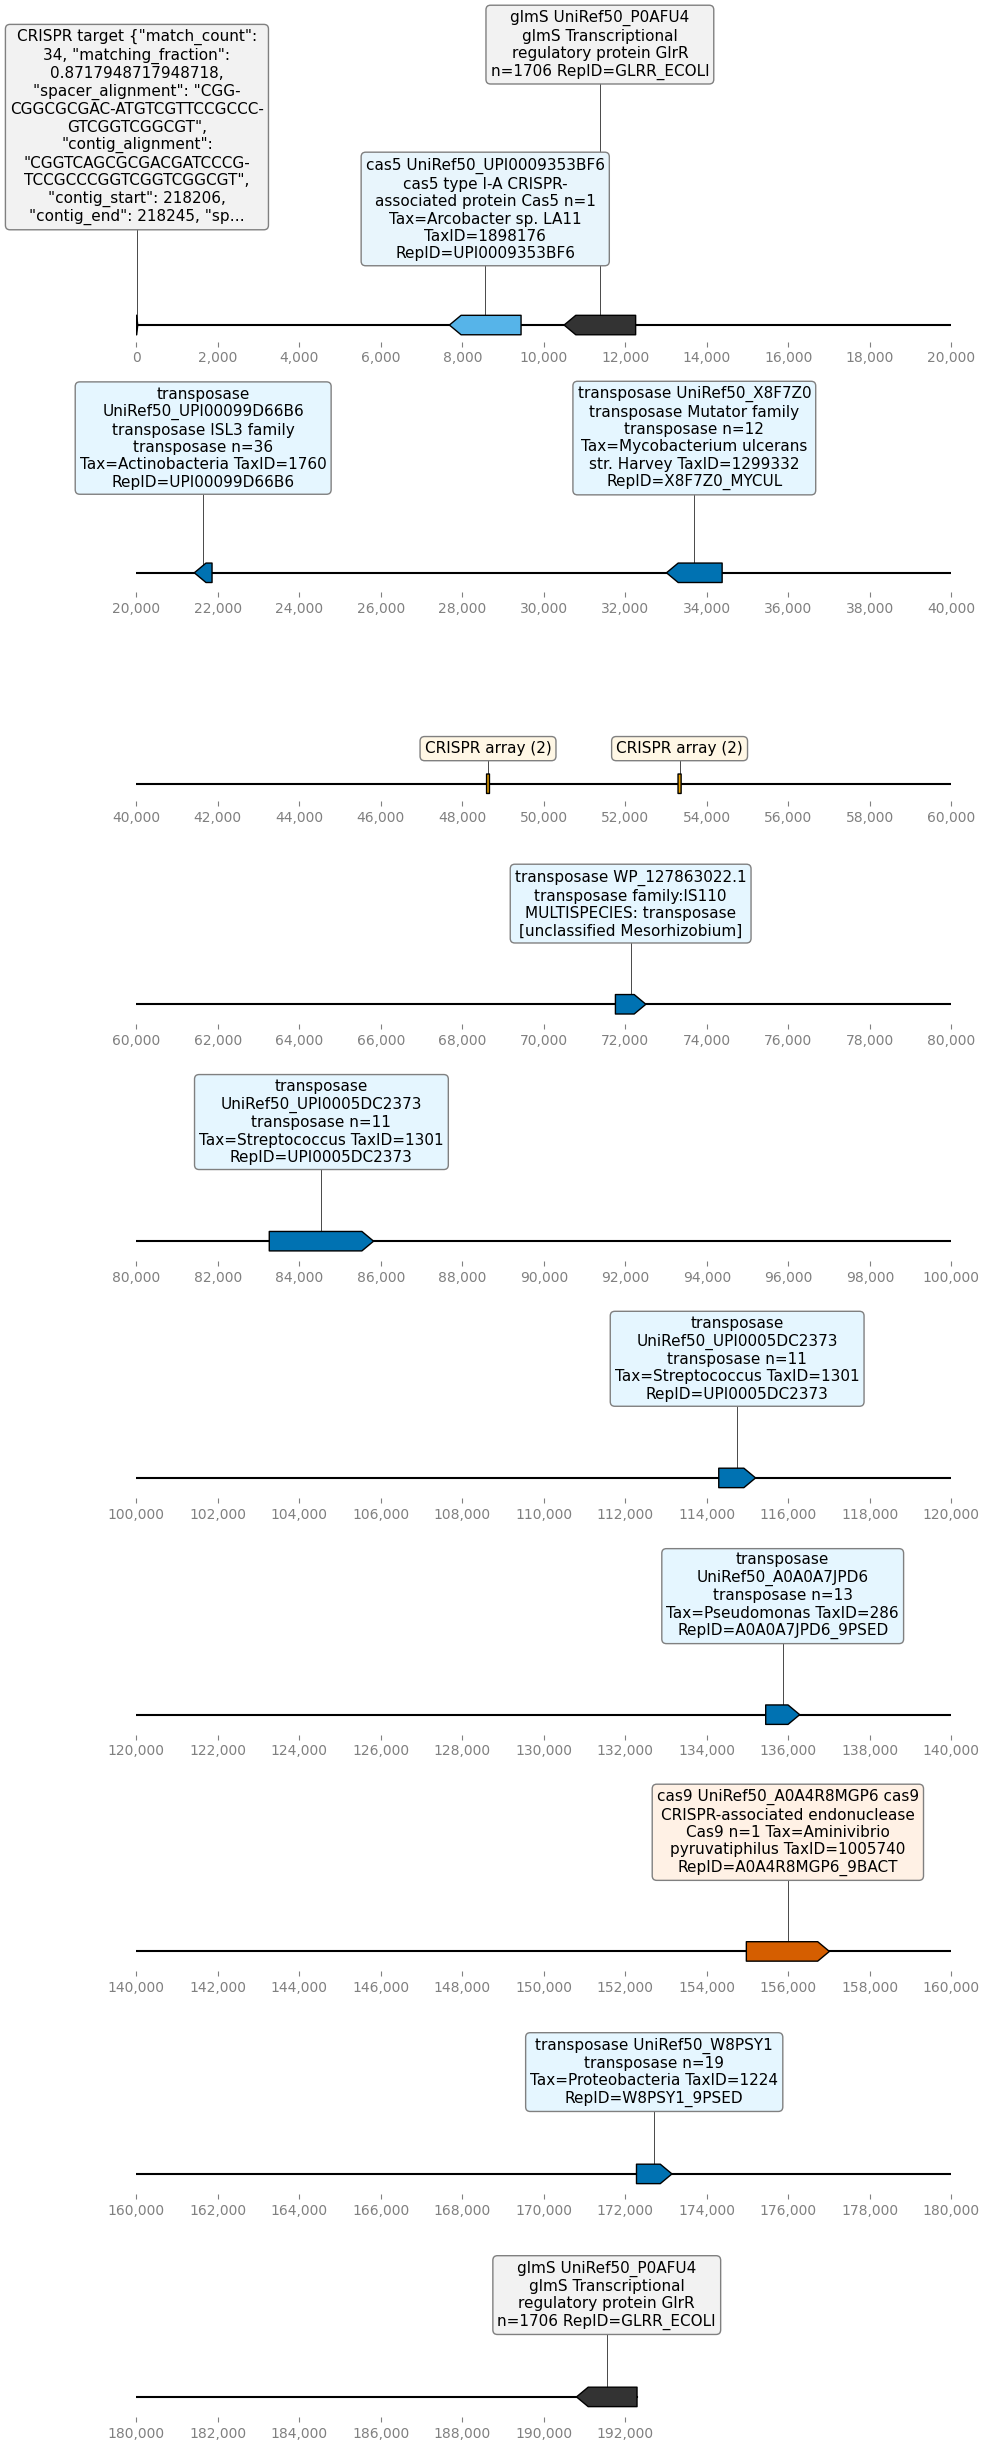 CRISPR target {"match_count":
34, "matching_fraction":
0.8717948717948718,
"spacer_alignment": "CGG-
CGGCGCGAC-ATGTCGTTCCGCCC-
GTCGGTCGGCGT",
"contig_alignment":
"CGGTCAGCGCGACGATCCCG-
TCCGCCCGGTCGGTCGGCGT",
"contig_start": 218206,
"contig_end": 218245, "sp...
glmS UniRef50_P0AFU4
glmS Transcriptional
regulatory protein GlrR
n=1706 RepID=GLRR_ECOLI
cas5 UniRef50_UPI0009353BF6
cas5 type I-A CRISPR-
associated protein Cas5 n=1
Tax=Arcobacter sp. LA11
TaxID=1898176
RepID=UPI0009353BF6
0 2,000 4,000 6,000 8,000 10,000 12,000 14,000 16,000 18,000 20,000
transposase
UniRef50_UPI00099D66B6
transposase ISL3 family
transposase n=36
Tax=Actinobacteria TaxID=1760
RepID=UPI00099D66B6
transposase UniRef50_X8F7Z0
transposase Mutator family
transposase n=12
Tax=Mycobacterium ulcerans
str. Harvey TaxID=1299332
RepID=X8F7Z0_MYCUL
20,000 22,000 24,000 26,000 28,000 30,000 32,000 34,000 36,000 38,000 40,000
CRISPR array (2)
CRISPR array (2)
40,000 42,000 44,000 46,000 48,000 50,000 52,000 54,000 56,000 58,000 60,000
transposase WP_127863022.1
transposase family:IS110
MULTISPECIES: transposase
[unclassified Mesorhizobium]
60,000 62,000 64,000 66,000 68,000 70,000 72,000 74,000 76,000 78,000 80,000
transposase
UniRef50_UPI0005DC2373
transposase n=11
Tax=Streptococcus TaxID=1301
RepID=UPI0005DC2373
80,000 82,000 84,000 86,000 88,000 90,000 92,000 94,000 96,000 98,000 100,000
transposase
UniRef50_UPI0005DC2373
transposase n=11
Tax=Streptococcus TaxID=1301
RepID=UPI0005DC2373
100,000 102,000 104,000 106,000 108,000 110,000 112,000 114,000 116,000 118,000 120,000
transposase
UniRef50_A0A0A7JPD6
transposase n=13
Tax=Pseudomonas TaxID=286
RepID=A0A0A7JPD6_9PSED
120,000 122,000 124,000 126,000 128,000 130,000 132,000 134,000 136,000 138,000 140,000
cas9 UniRef50_A0A4R8MGP6 cas9
CRISPR-associated endonuclease
Cas9 n=1 Tax=Aminivibrio
pyruvatiphilus TaxID=1005740
RepID=A0A4R8MGP6_9BACT
140,000 142,000 144,000 146,000 148,000 150,000 152,000 154,000 156,000 158,000 160,000
transposase UniRef50_W8PSY1
transposase n=19
Tax=Proteobacteria TaxID=1224
RepID=W8PSY1_9PSED
160,000 162,000 164,000 166,000 168,000 170,000 172,000 174,000 176,000 178,000 180,000
glmS UniRef50_P0AFU4
glmS Transcriptional
regulatory protein GlrR
n=1706 RepID=GLRR_ECOLI
180,000 182,000 184,000 186,000 188,000 190,000 192,000